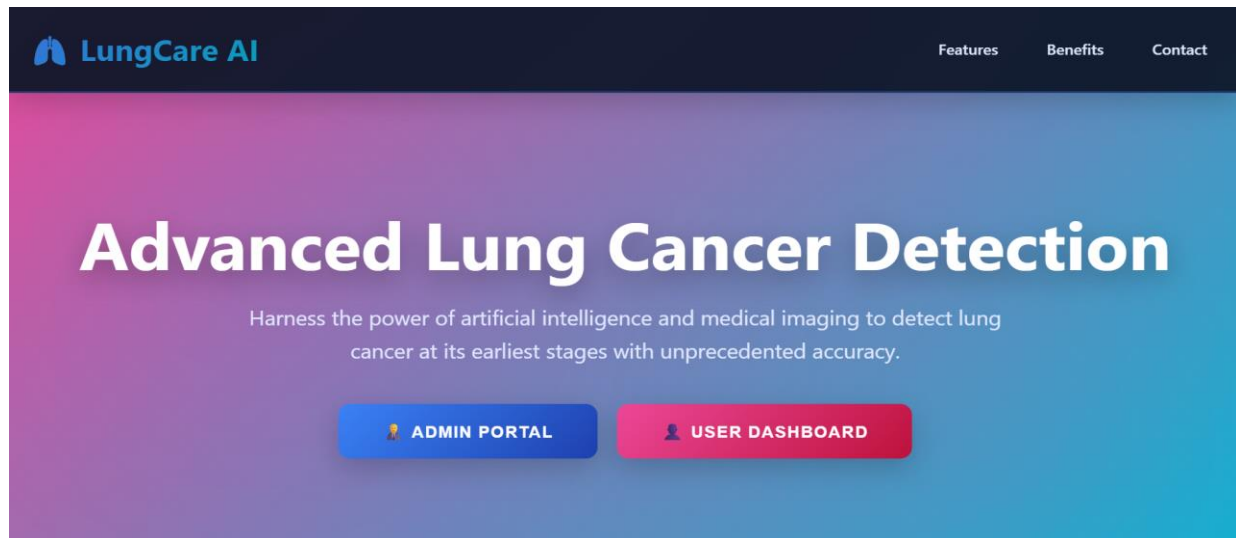 LungCare AI
Features
Benefits
Contact
Advanced Lung Cancer Detection
Harness the power of artificial intelligence and medical imaging to detect lung
cancer at its earliest stages with unprecedented accuracy.
ADMIN PORTAL
USER DASHBOARD